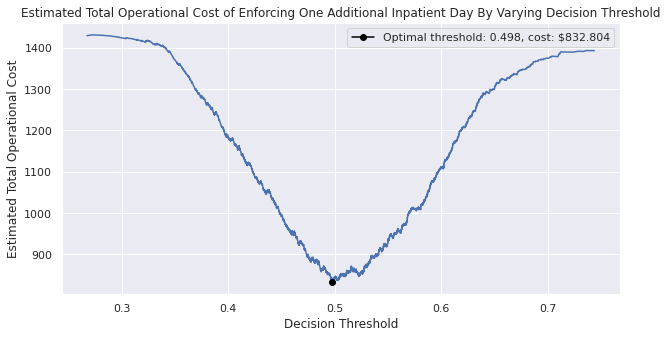 Estimated Total Operational Cost of Enforcing One Additional Inpatient Day By Varying Decision Threshold
Optimal threshold: 0.498, cost: $832.804
Estimated Total Operational Cost
1400
1300
1200
1100
1000
900
0.3 0.4 0.5 0.6 0.7
Decision Threshold